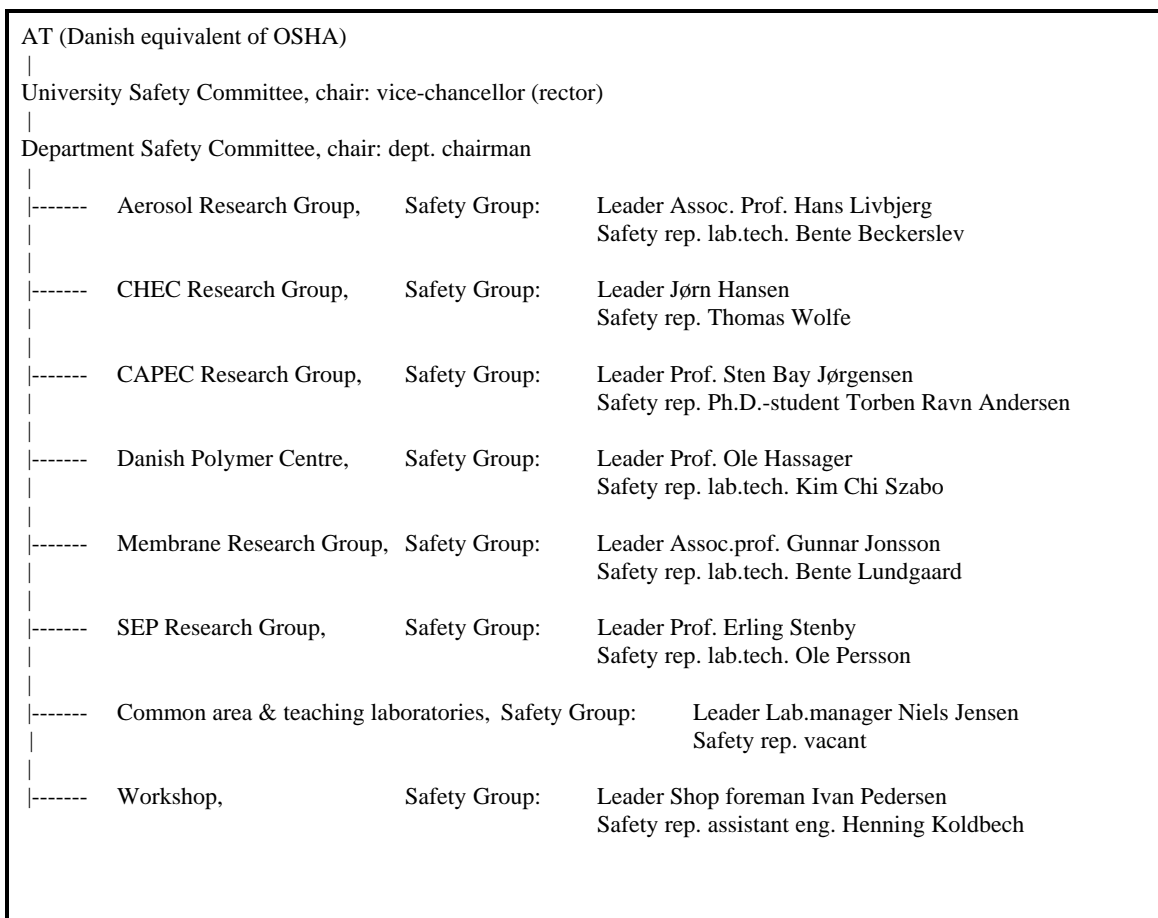 AT (Danish equivalent of OSHA)
|
University Safety Committee, chair: vice-chancellor (rector)
|
Department Safety Committee, chair: dept. chairman
|
|------- Aerosol Research Group, Safety Group: Leader Assoc. Prof. Hans Livbjerg
| Safety rep. lab.tech. Bente Beckerslev
|
|------- CHEC Research Group, Safety Group: Leader Jørn Hansen
| Safety rep. Thomas Wolfe
|
|------- CAPEC Research Group, Safety Group: Leader Prof. Sten Bay Jørgensen
| Safety rep. Ph.D.-student Torben Ravn Andersen
|
|------- Danish Polymer Centre, Safety Group: Leader Prof. Ole Hassager
| Safety rep. lab.tech. Kim Chi Szabo
|
|------- Membrane Research Group, Safety Group: Leader Assoc.prof. Gunnar Jonsson
| Safety rep. lab.tech. Bente Lundgaard
|
|------- SEP Research Group, Safety Group: Leader Prof. Erling Stenby
| Safety rep. lab.tech. Ole Persson
|
|------- Common area & teaching laboratories, Safety Group: Leader Lab.manager Niels Jensen
| Safety rep. vacant
|
|------- Workshop, Safety Group: Leader Shop foreman Ivan Pedersen
Safety rep. assistant eng. Henning Koldbech